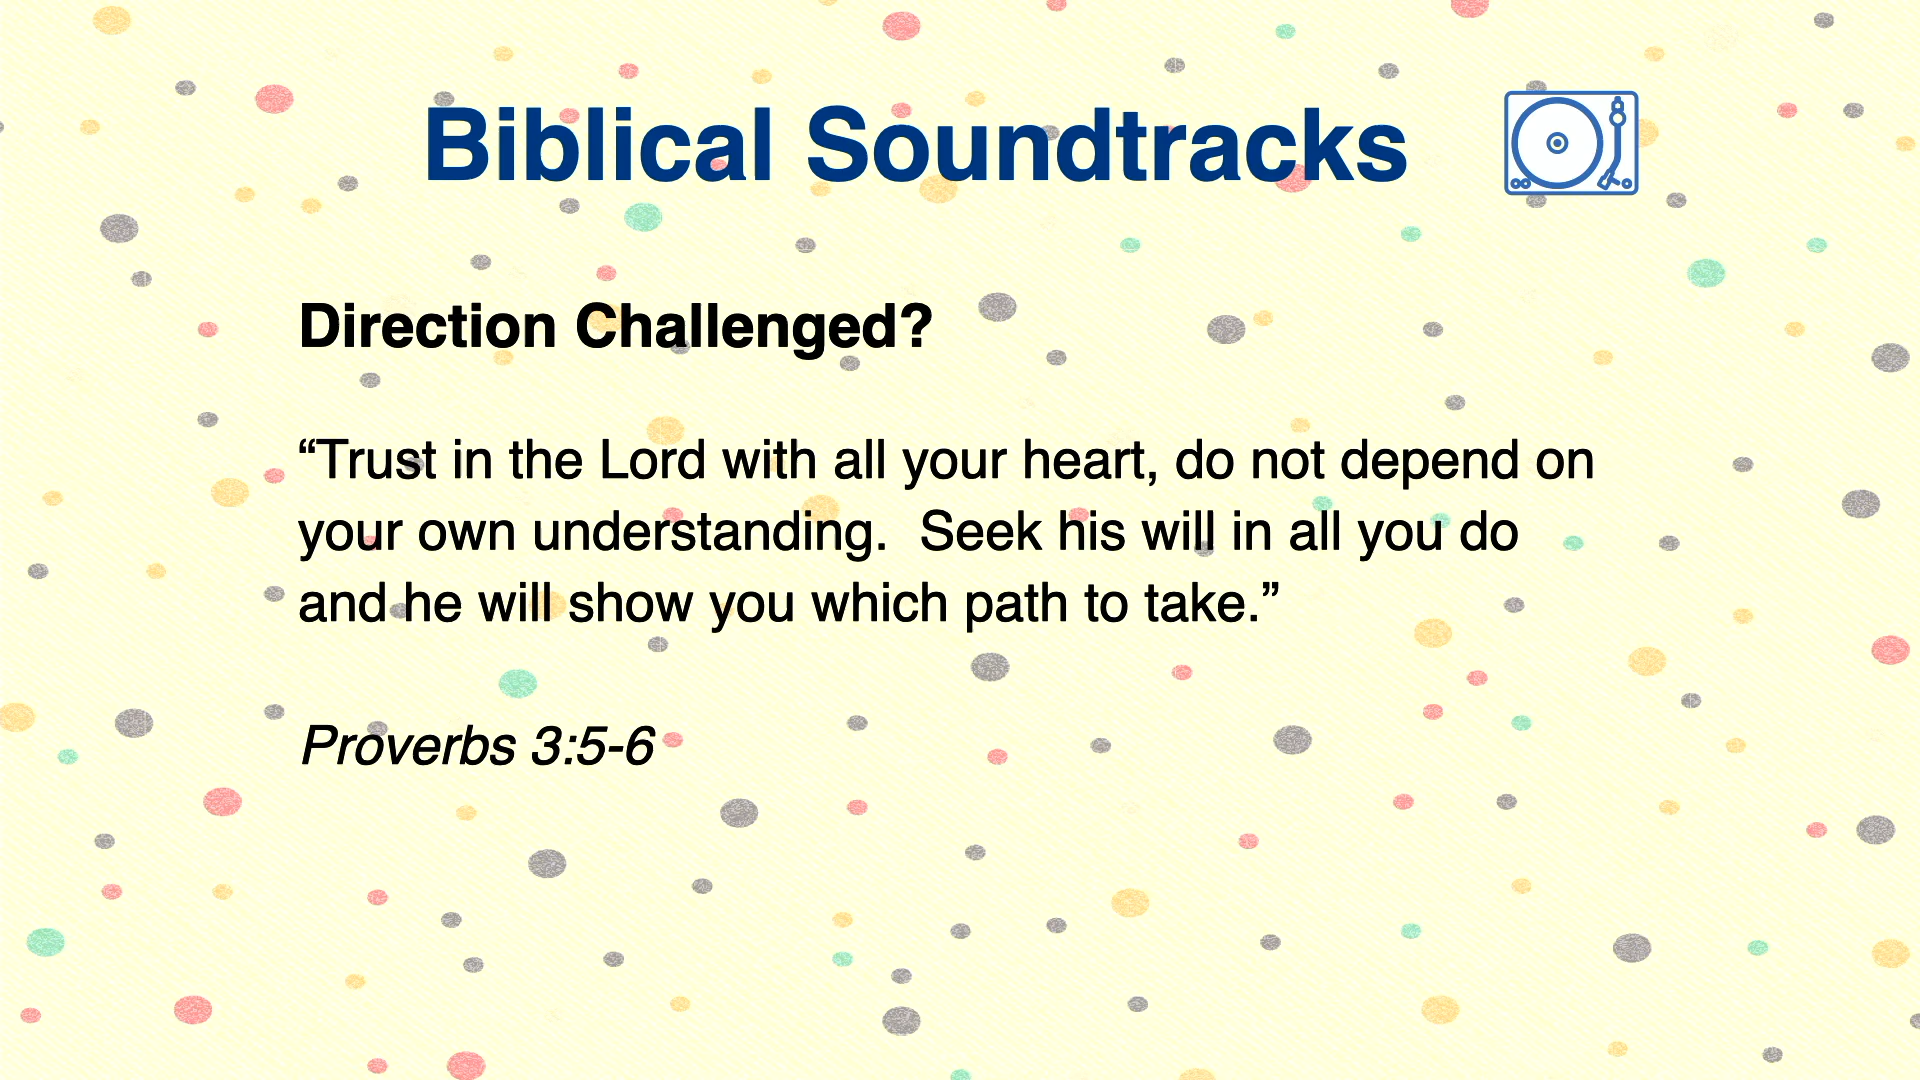 Biblical Soundtracks
Direction Challenged?
“Trust in the Lord with all your heart, do not depend on
your own understanding.  Seek his will in all you do
and he will show you which path to take.”
Proverbs 3:5-6